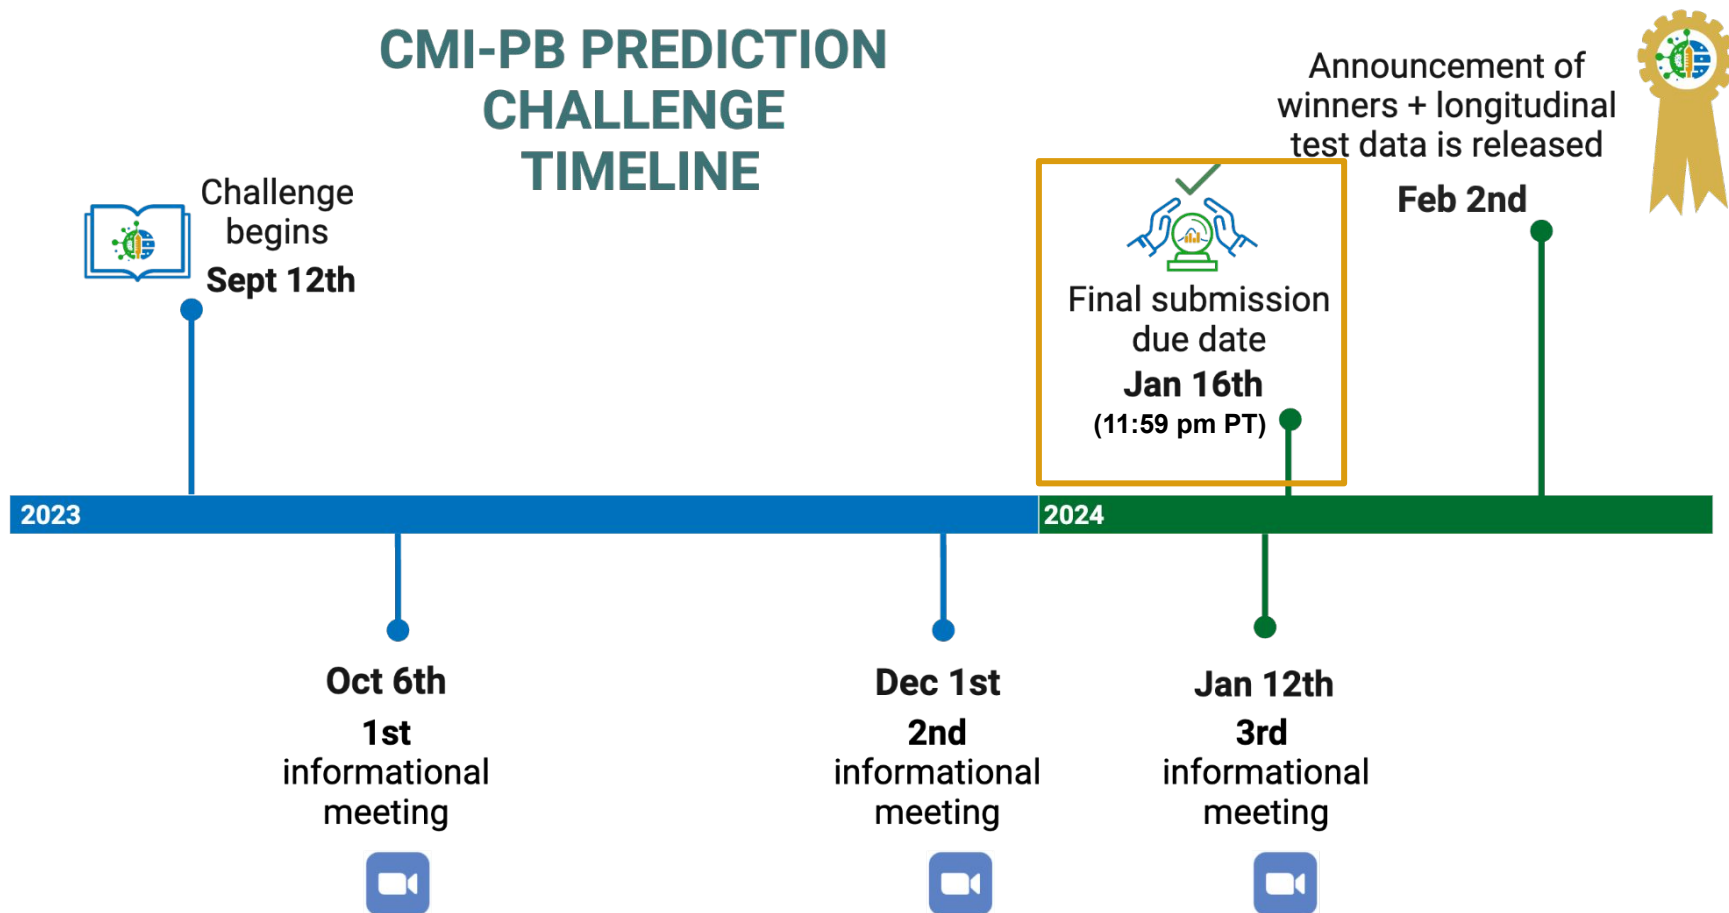 CMI-PB PREDICTION
CHALLENGE
TIMELINE
Challenge
begins
Sept 12th
Final submission
due date
Jan 16th
(11:59 pm PT)
Announcement of
winners + longitudinal
test data is released
Feb 2nd
2023
2024
Oct 6th
1st
informational
meeting
Dec 1st
2nd
informational
meeting
Jan 12th
3rd
informational
meeting